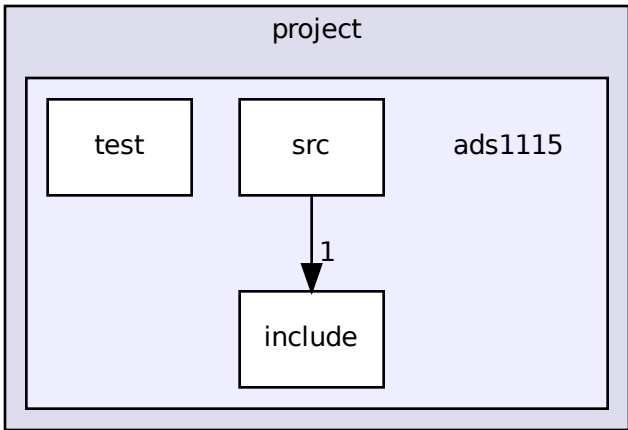 project
test
src
ads1115
1
include